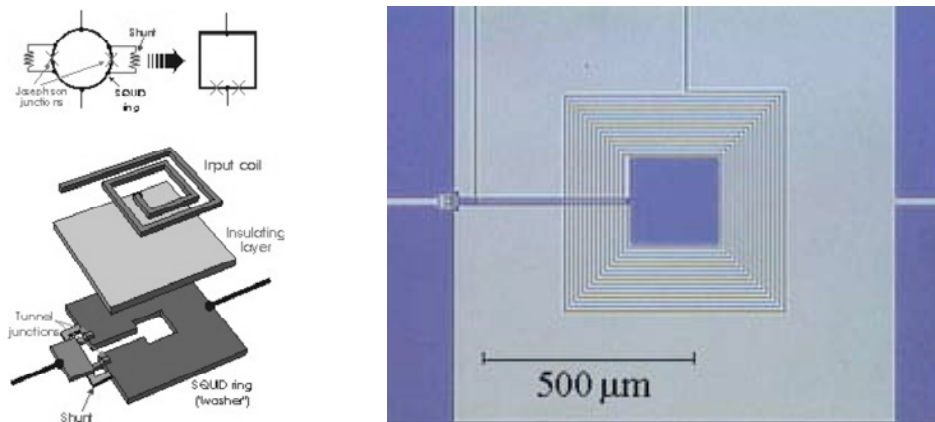 Shunt
Josephson
junctions
SQUID
ring
Input coil
Insulating
layer
Tunnel
junctions
SQUID ring
("washer")
Shunt
500 μm